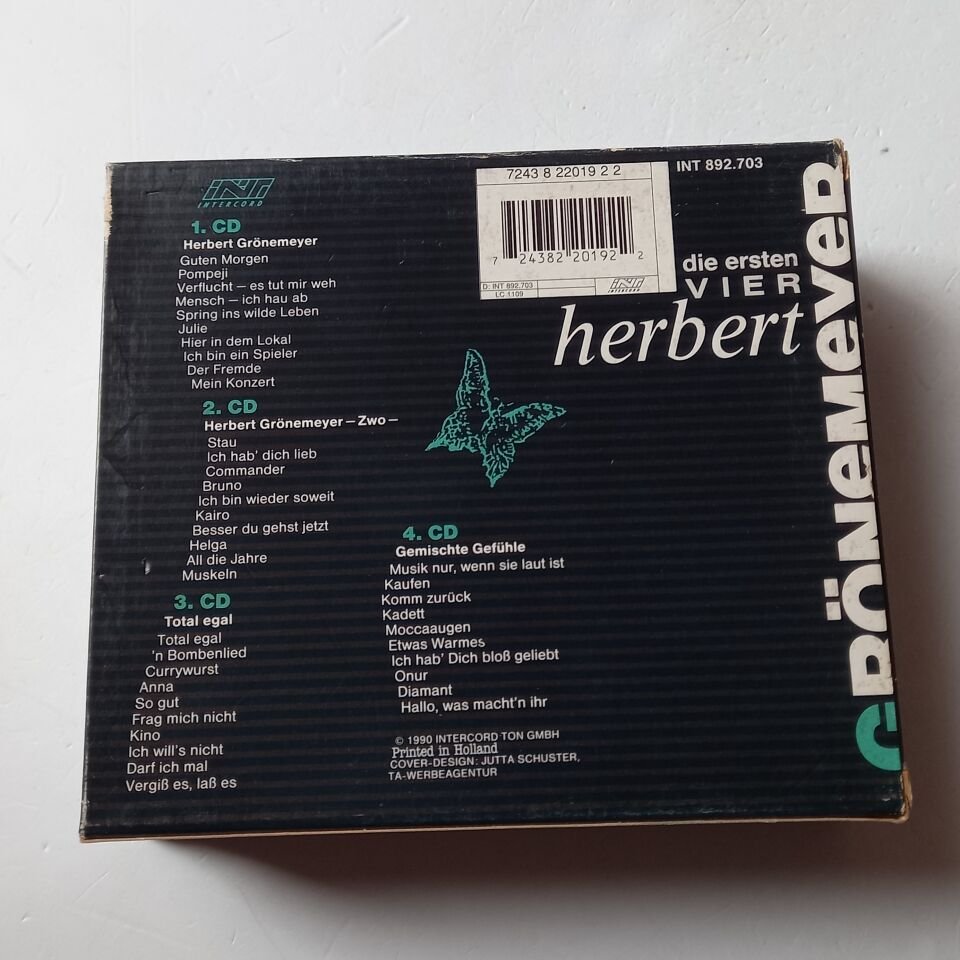 INT
INTERCORD
1. CD
Herbert Grönemeyer
Guten Morgen
Pompeji
Verflucht – es tut mir weh
Mensch – ich hau ab
Spring ins wilde Leben
Julie
Hier in dem Lokal
Ich bin ein Spieler
Der Fremde
Mein Konzert
2. CD
Herbert Grönemeyer – Zwo –
Stau
Ich hab' dich lieb
Commander
Bruno
Ich bin wieder soweit
Kairo
Besser du gehst jetzt
Helga
All die Jahre
Muskeln
3. CD
Total egal
Total egal
'n Bombenlied
Currywurst
Anna
So gut
Frag mich nicht
Kino
Ich will's nicht
Darf ich mal
Vergiß es, laß es
4. CD
Gemischte Gefühle
Musik nur, wenn sie laut ist
Kaufen
Komm zurück
Kadett
Moccaaugen
Etwas Warmes
Ich hab' Dich bloß geliebt
Onur
Diamant
Hallo, was macht'n ihr
© 1990 INTERCORD TON GMBH
Printed in Holland
COVER-DESIGN: JUTTA SCHUSTER,
TA-WERBEAGENTUR
7243 8 22019 2 2
7 24382 20192 2
D: INT 892.703
LC 1109
INT
INTERCORD
INT 892.703
die ersten
VIER
herbert
GRÖNEMEYER